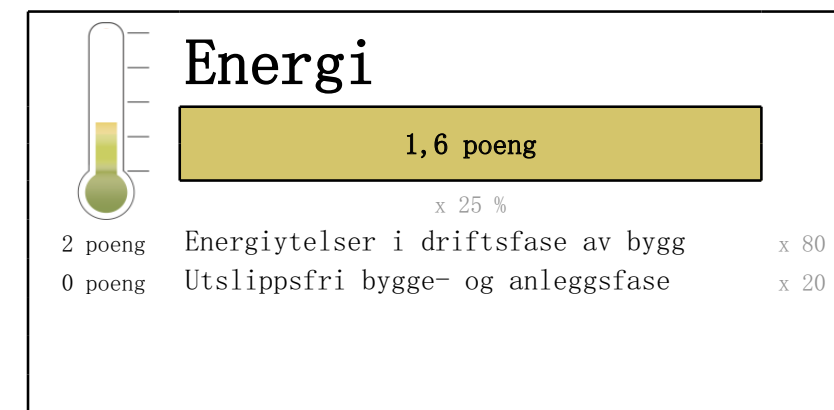 Energi
1,6 poeng
x 25 %
2 poeng Energiytelser i driftsfase av bygg x 80
0 poeng Utslippsfri bygge- og anleggsfase x 20